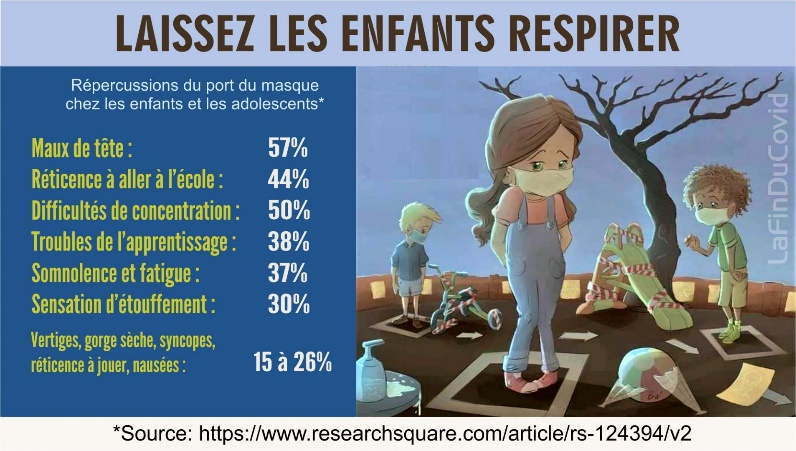 LAISSEZ LES ENFANTS RESPIRER
Répercussions du port du masque
chez les enfants et les adolescents*
Maux de tête : 57%
Réticence à aller à l'école : 44%
Difficultés de concentration : 50%
Troubles de l'apprentissage : 38%
Somnolence et fatigue : 37%
Sensation d'étouffement : 30%
Vertiges, gorge sèche, syncopes,
réticence à jouer, nausées : 15 à 26%
LaFinDuCovid
*Source: https://www.researchsquare.com/article/rs-124394/v2